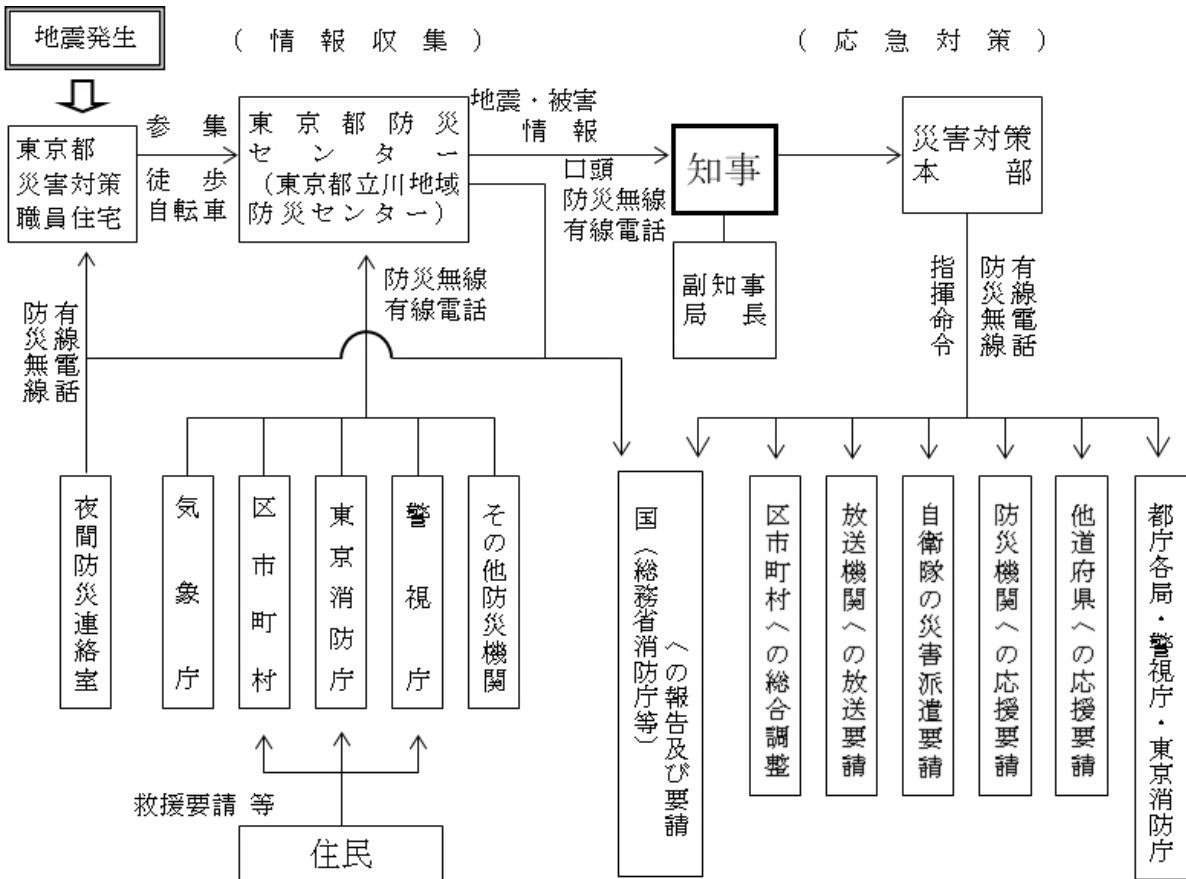 地震発生
(情報収集)
(応急対策)
東京都
災害対策
職員住宅
参集
徒歩
自転車
東京都防災
センター
(東京都立川地域
防災センター)
地震・被害
情報
口頭
防災無線
有線電話
知事
副知事
局長
災害対策
本部
有線電話
防災無線
防災無線
有線電話
指揮命令
有線電話
防災無線
夜間防災連絡室
気象庁
区市町村
東京消防庁
警視庁
その他防災機関
国(総務省消防庁等)
への報告及び要請
区市町村への総合調整
放送機関への放送要請
自衛隊の災害派遣要請
防災機関への応援要請
他道府県への応援要請
都庁各局・警視庁・東京消防庁
救援要請 等
住民